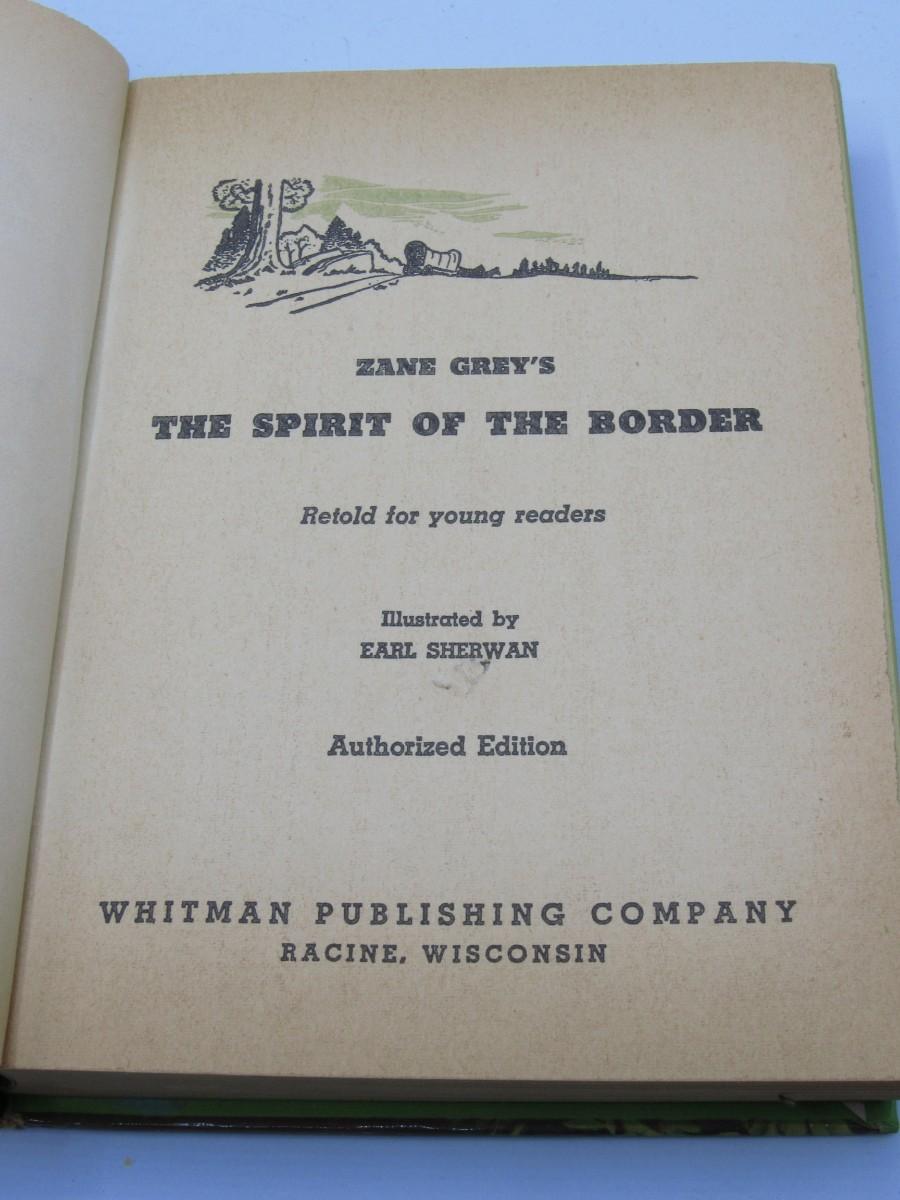 ZANE GREY'S
THE SPIRIT OF THE BORDER
Retold for young readers
Illustrated by
EARL SHERWAN
Authorized Edition
WHITMAN PUBLISHING COMPANY
RACINE, WISCONSIN